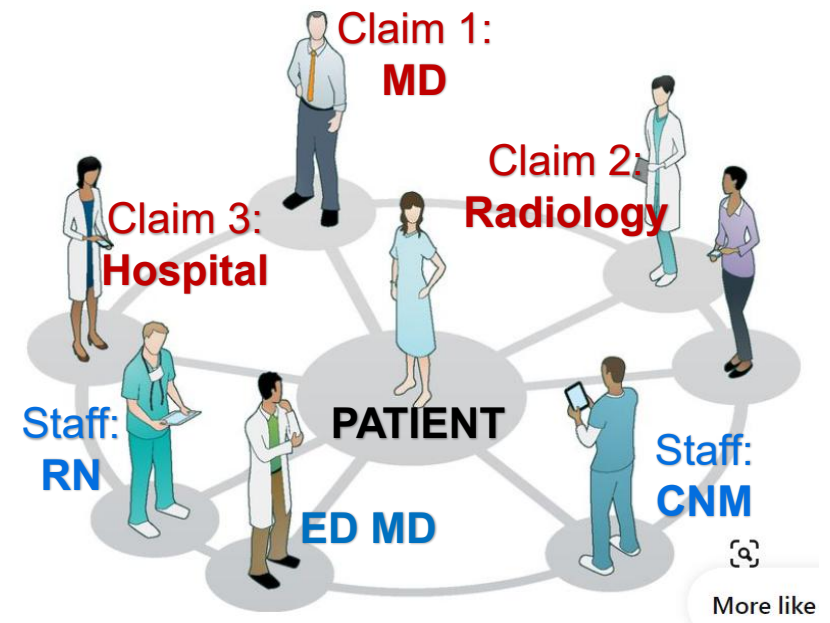 Claim 1:
MD
Claim 2:
Radiology
Claim 3:
Hospital
PATIENT
Staff:
RN
Staff:
CNM
ED MD
More like